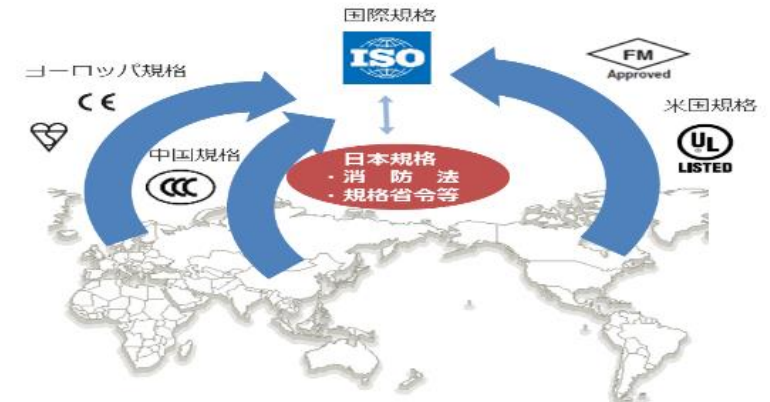 国際規格
ISO
FM
Approved
ヨーロッパ規格
CE
米国規格
中国規格
CCC
UL
LISTED
日本規格
・消 防 法
・規格省令等